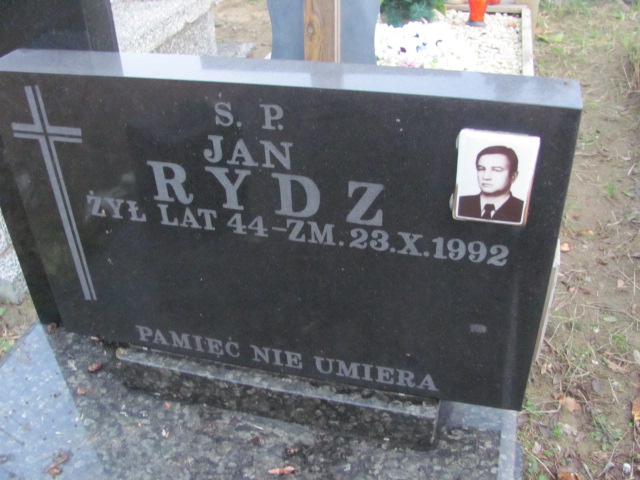 Ś. P.
JAN
RYDZ
ŻYŁ LAT 44 - ZM. 23.X.1992
PAMIĘĆ NIE UMIERA